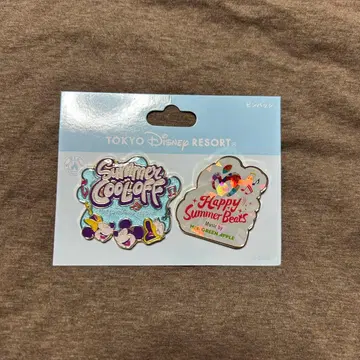 TOKYO Disney RESORT
Summer
COOL-OFF
Happy
Summer Beats
Music by
Mrs. GREEN APPLE